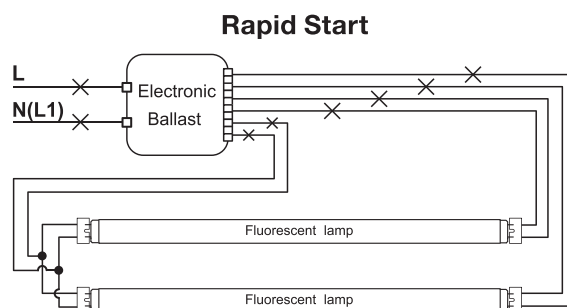 Rapid Start
L
N(L1)
Electronic
Ballast
Fluorescent lamp
Fluorescent lamp